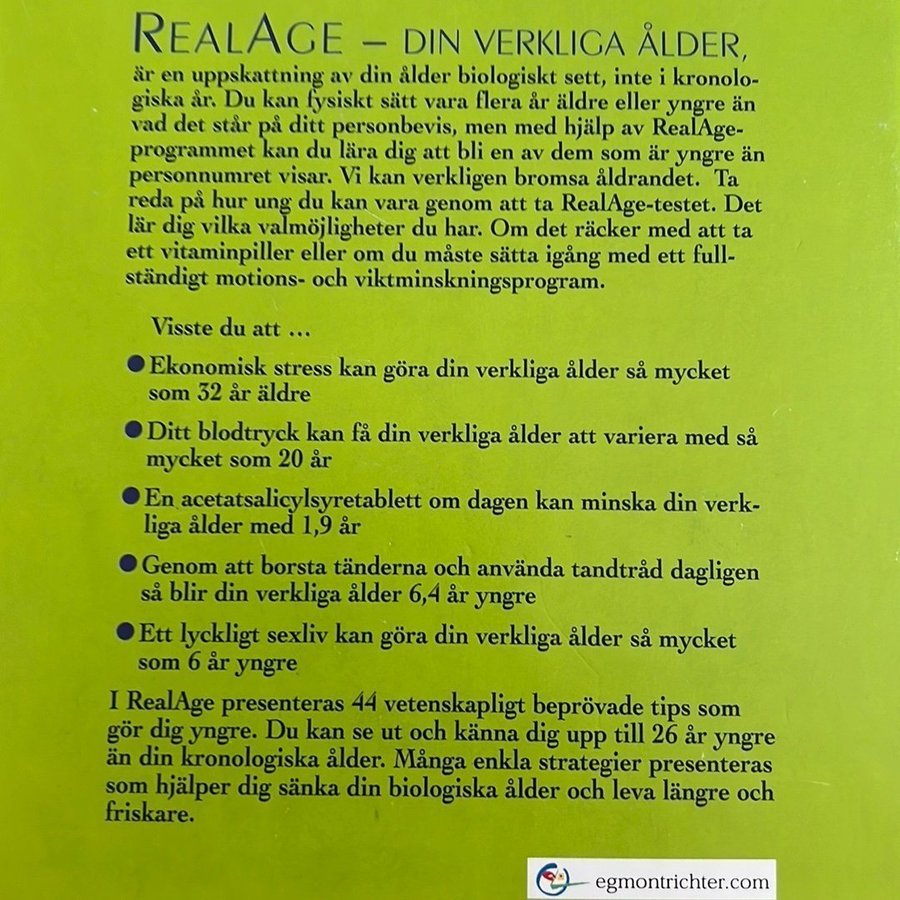 REALAGE – DIN VERKLIGA ÅLDER,
är en uppskattning av din ålder biologiskt sett, inte i kronolo-
giska år. Du kan fysiskt sätt vara flera år äldre eller yngre än
vad det står på ditt personbevis, men med hjälp av RealAge-
programmet kan du lära dig att bli en av dem som är yngre än
personnumret visar. Vi kan verkligen bromsa åldrandet. Ta
reda på hur ung du kan vara genom att ta RealAge-testet. Det
lär dig vilka valmöjligheter du har. Om det räcker med att ta
ett vitaminpiller eller om du måste sätta igång med ett full-
ständigt motions- och viktminskningsprogram.
Visste du att ...
● Ekonomisk stress kan göra din verkliga ålder så mycket
som 32 år äldre
● Ditt blodtryck kan få din verkliga ålder att variera med så
mycket som 20 år
● En acetatsalicylsyretablett om dagen kan minska din verk-
liga ålder med 1,9 år
● Genom att borsta tänderna och använda tandtråd dagligen
så blir din verkliga ålder 6,4 år yngre
● Ett lyckligt sexliv kan göra din verkliga ålder så mycket
som 6 år yngre
I RealAge presenteras 44 vetenskapligt beprövade tips som
gör dig yngre. Du kan se ut och känna dig upp till 26 år yngre
än din kronologiska ålder. Många enkla strategier presenteras
som hjälper dig sänka din biologiska ålder och leva längre och
friskare.
egmontrichter.com